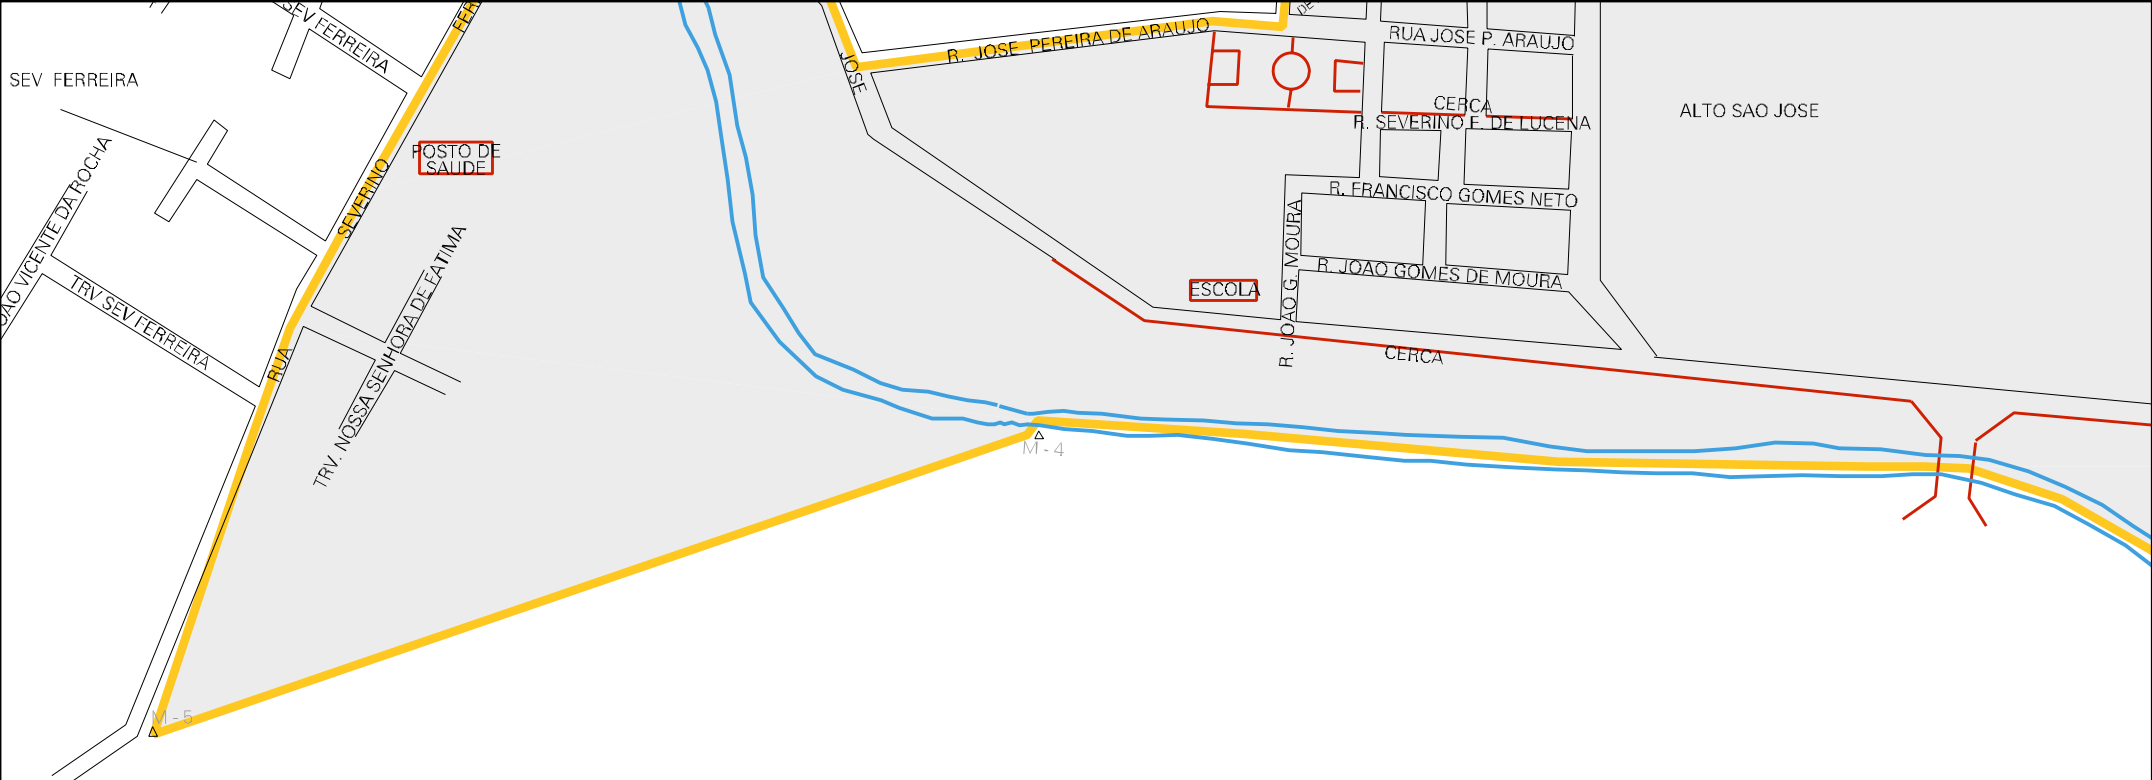 SEV FERREIRA
FER
DE
JOSE
R. JOSE PEREIRA DE ARAUJO
RUA JOSE P. ARAUJO
SEV FERREIRA
CERCA
R. SEVERINO F. DE LUCENA
ALTO SAO JOSE
POSTO DE
SAUDE
SEVERINO
R. FRANCISCO GOMES NETO
VICENTE DA ROCHA
TRV SEV FERREIRA
RUA
TRV. NOSSA SENHORA DE FATIMA
R. JOAO G. MOURA
R. JOAO GOMES DE MOURA
ESCOLA
CERCA
M - 4
M - 5